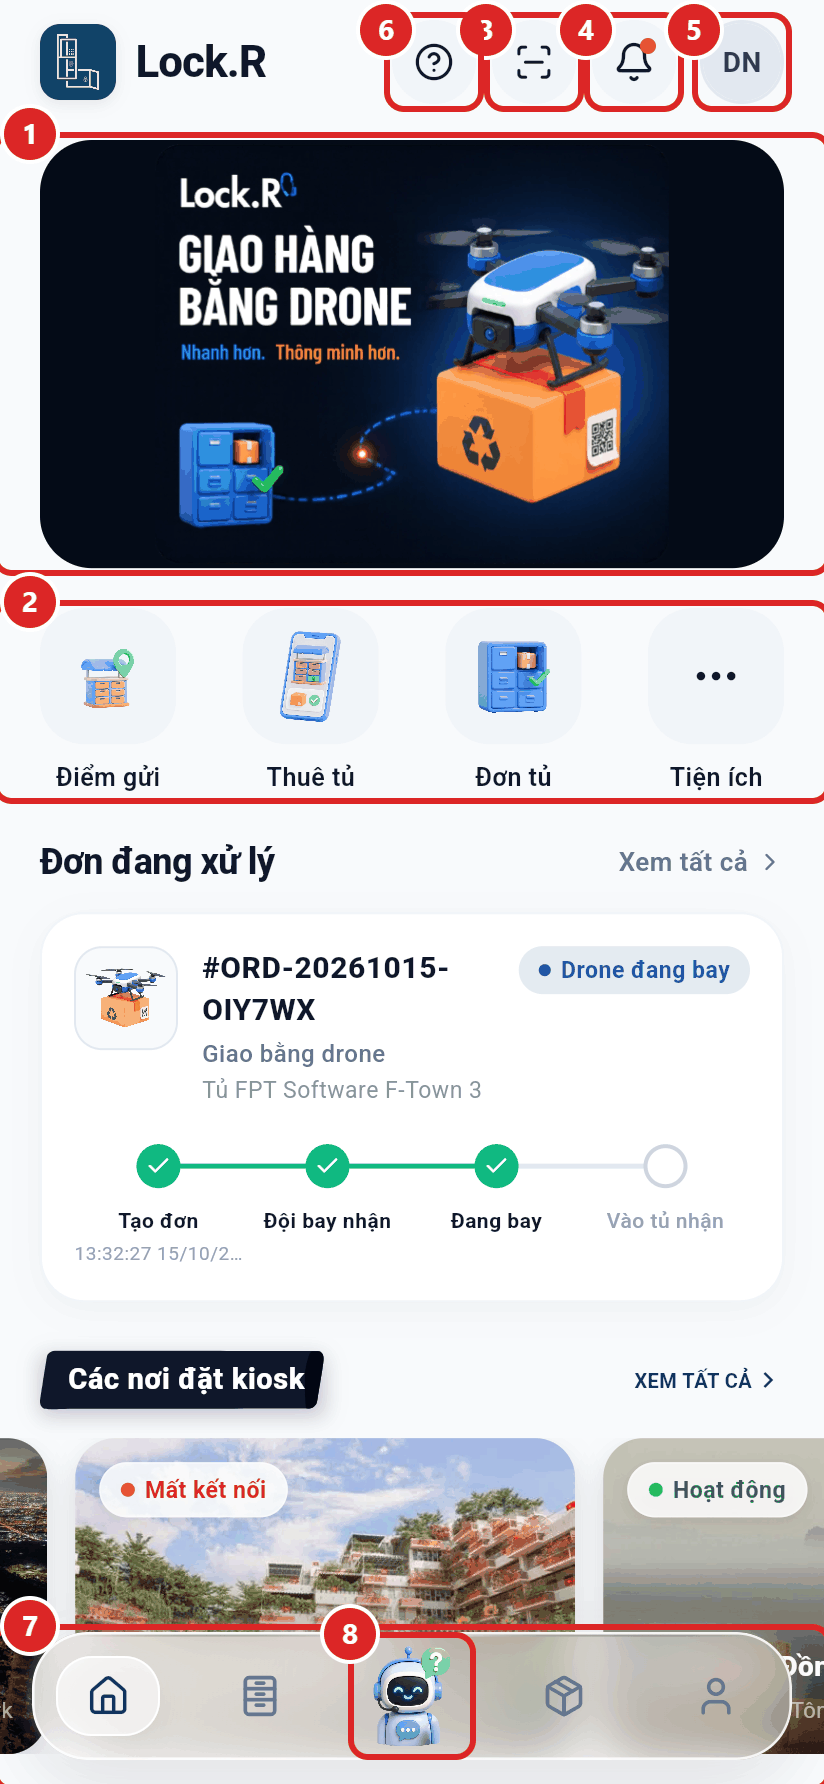 6
3
4
5
Lock.R
DN
1
Lock.R
GIAO HÀNG
BẰNG DRONE
Nhanh hơn. Thông minh hơn.
2
Điểm gửi
Thuê tủ
Đơn tủ
Tiện ích
Đơn đang xử lý
Xem tất cả
#ORD-20261015-
OIY7WX
Drone đang bay
Giao bằng drone
Tủ FPT Software F-Town 3
Tạo đơn
Đội bay nhận
Đang bay
Vào tủ nhận
13:32:27 15/10/2...
Các nơi đặt kiosk
XEM TẤT CẢ
Mất kết nối
Hoạt động
7
8
?